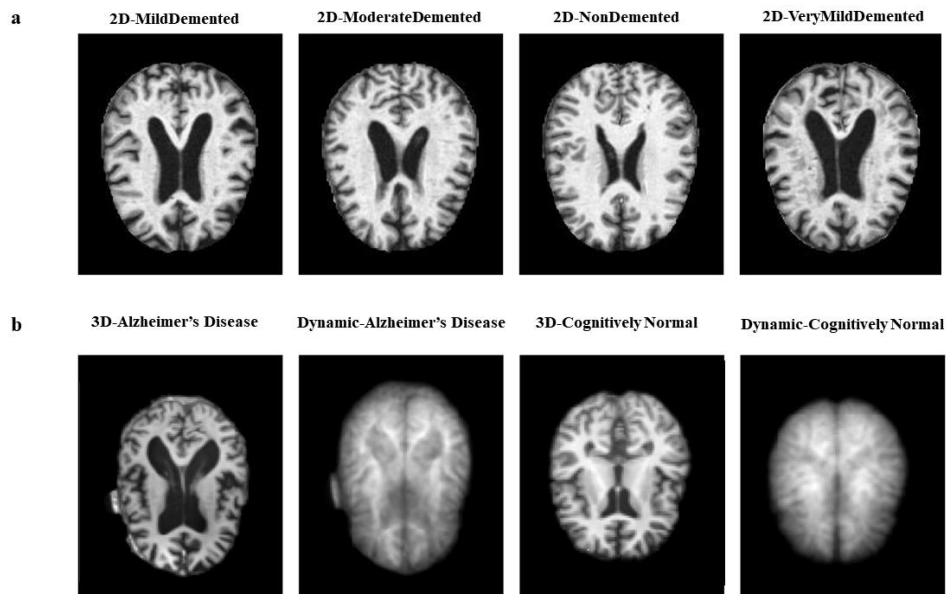 a
2D-MildDemented
2D-ModerateDemented
2D-NonDemented
2D-VeryMildDemented
b
3D-Alzheimer's Disease
Dynamic-Alzheimer's Disease
3D-Cognitively Normal
Dynamic-Cognitively Normal